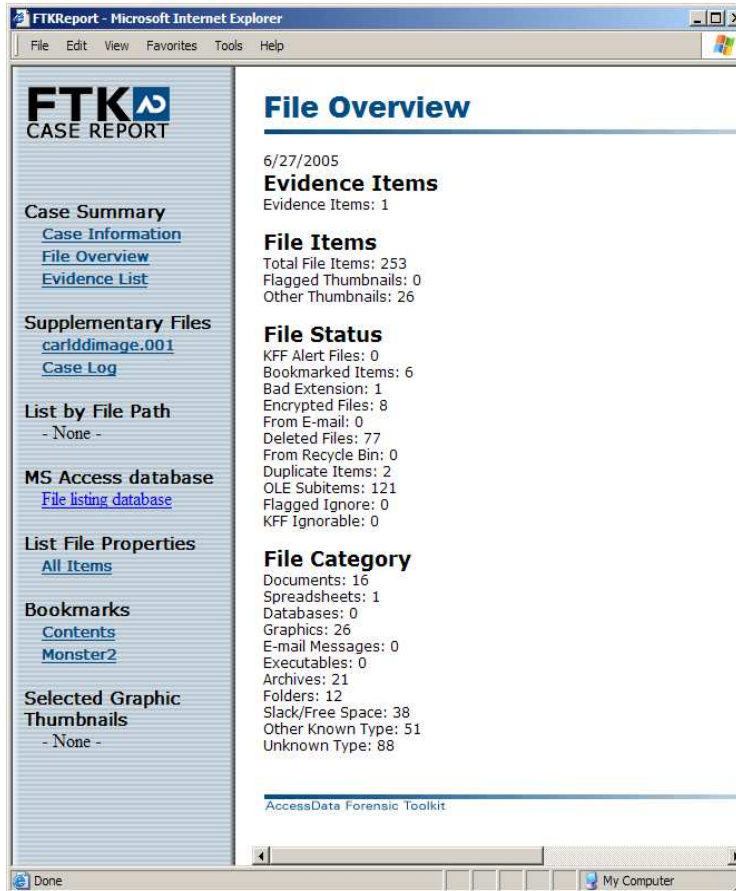 FTKReport - Microsoft Internet Explorer
File Edit View Favorites Tools Help
FTK AD
CASE REPORT
Case Summary
Case Information
File Overview
Evidence List
Supplementary Files
carlddimage.001
Case Log
List by File Path
- None -
MS Access database
File listing database
List File Properties
All Items
Bookmarks
Contents
Monster2
Selected Graphic
Thumbnails
- None -
File Overview
6/27/2005
Evidence Items
Evidence Items: 1
File Items
Total File Items: 253
Flagged Thumbnails: 0
Other Thumbnails: 26
File Status
KFF Alert Files: 0
Bookmarked Items: 6
Bad Extension: 1
Encrypted Files: 8
From E-mail: 0
Deleted Files: 77
From Recycle Bin: 0
Duplicate Items: 2
OLE Subitems: 121
Flagged Ignore: 0
KFF Ignorable: 0
File Category
Documents: 16
Spreadsheets: 1
Databases: 0
Graphics: 26
E-mail Messages: 0
Executables: 0
Archives: 21
Folders: 12
Slack/Free Space: 38
Other Known Type: 51
Unknown Type: 88
AccessData Forensic Toolkit
Done
My Computer